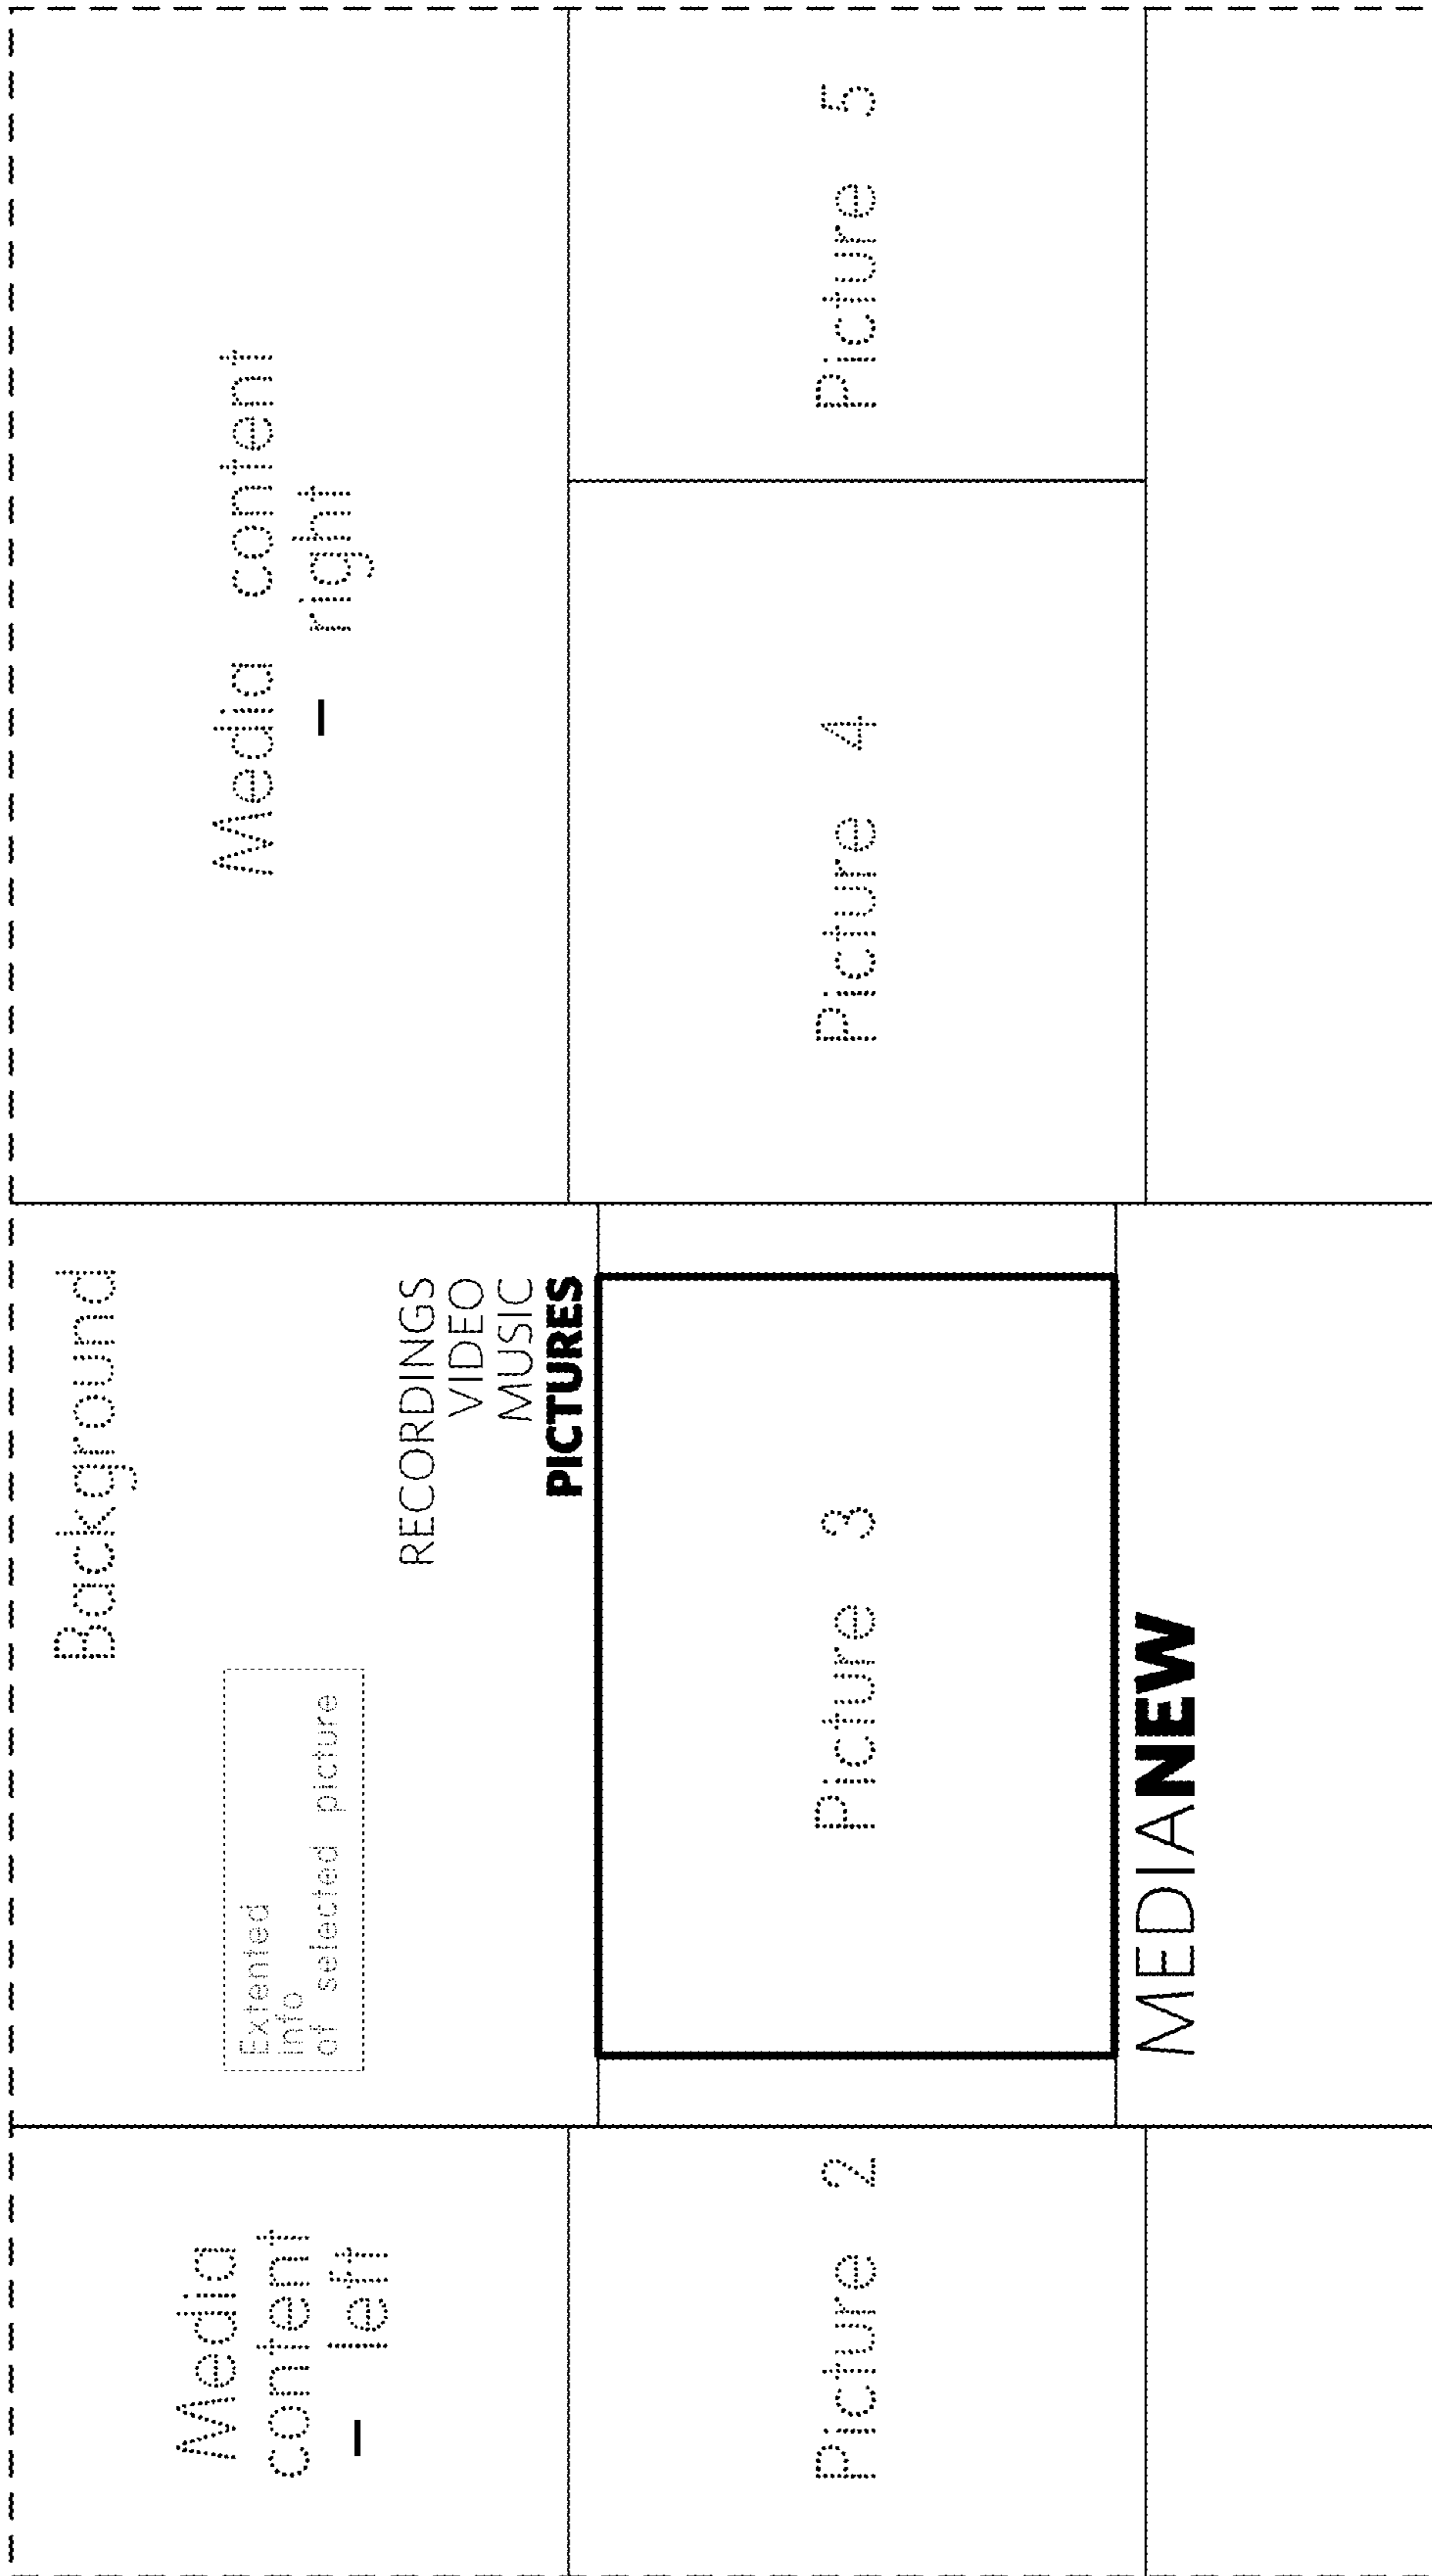 Media
content
– left
Background
Extented
info
of selected picture
RECORDINGS
VIDEO
MUSIC
PICTURES
Media content
– right
Picture 2
Picture 3
Picture 4
Picture 5
MEDIANEW